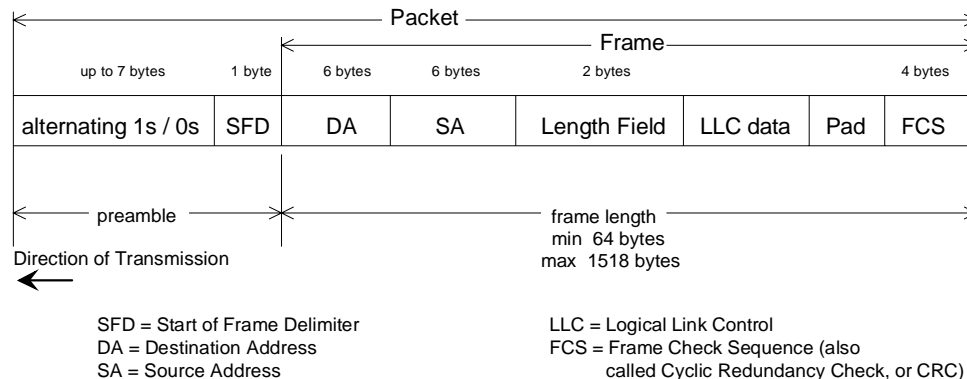 Packet
Frame
up to 7 bytes 1 byte 6 bytes 6 bytes 2 bytes 4 bytes
alternating 1s / 0s SFD DA SA Length Field LLC data Pad FCS
preamble frame length
min 64 bytes
max 1518 bytes
Direction of Transmission
SFD = Start of Frame Delimiter
DA = Destination Address
SA = Source Address
LLC = Logical Link Control
FCS = Frame Check Sequence (also
called Cyclic Redundancy Check, or CRC)